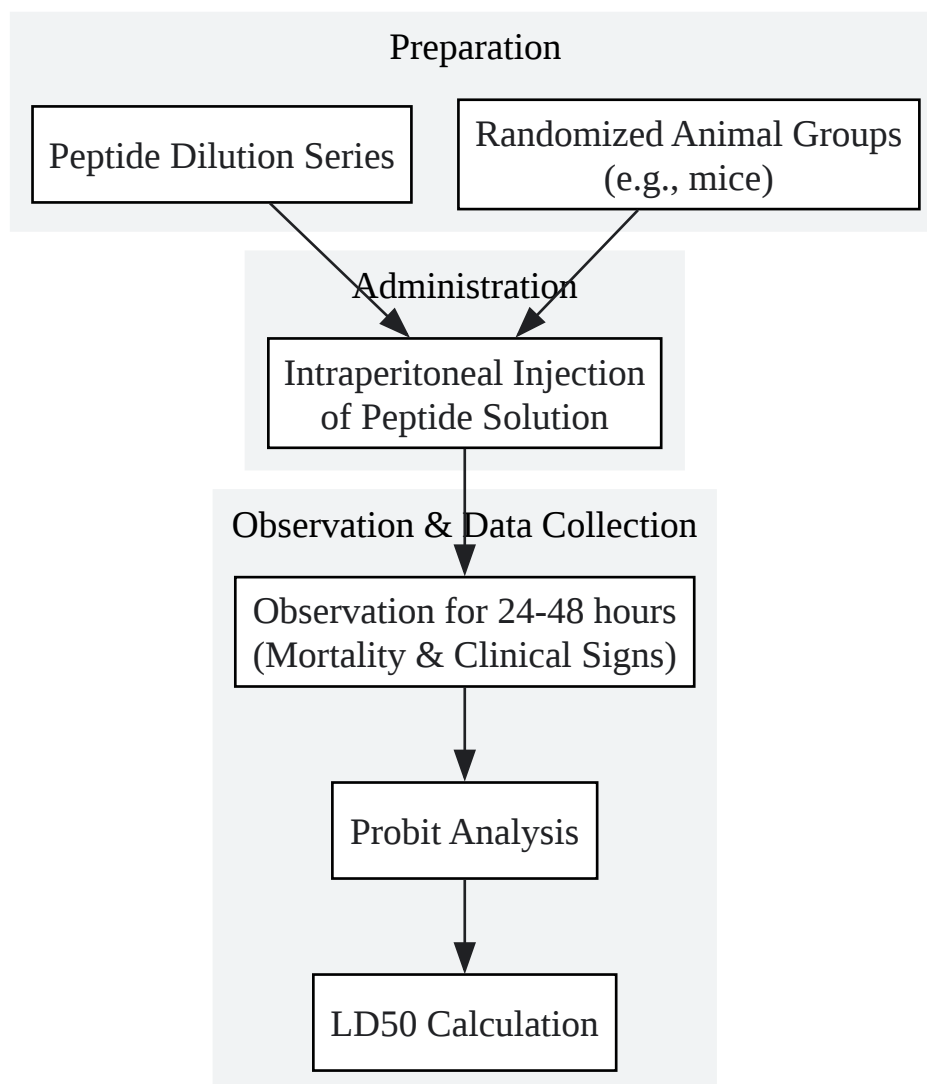 Preparation
Peptide Dilution Series
Randomized Animal Groups
(e.g., mice)
Administration
Intraperitoneal Injection
of Peptide Solution
Observation & Data Collection
Observation for 24-48 hours
(Mortality & Clinical Signs)
Probit Analysis
LD50 Calculation